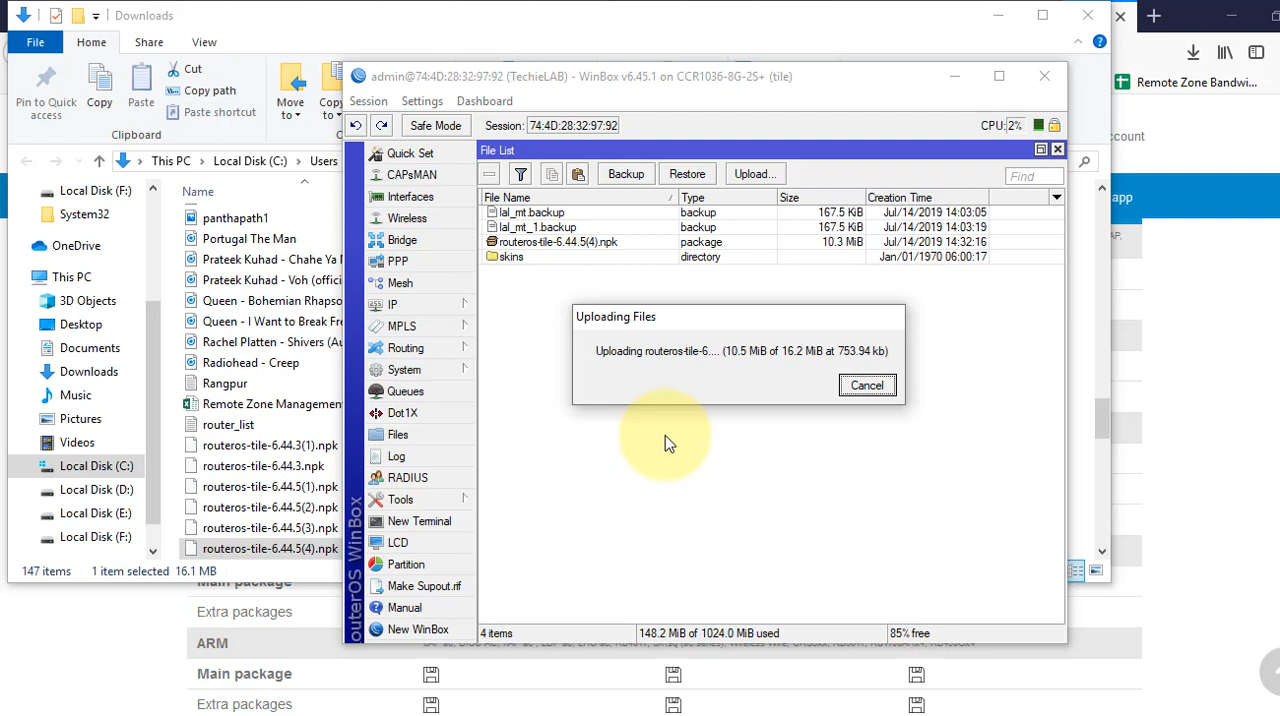 Downloads
File
Home
Share
View
Pin to Quick access
Copy
Paste
Cut
Copy path
Paste shortcut
Clipboard
Move to
Copy to
This PC
Local Disk (C:)
Users
Remote Zone Bandwi...
Local Disk (F:)
System32
OneDrive
This PC
3D Objects
Desktop
Documents
Downloads
Music
Pictures
Videos
Local Disk (C:)
Local Disk (D:)
Local Disk (E:)
Local Disk (F:)
Name
panthapath1
Portugal The Man
Prateek Kuhad - Chahe Ya
Prateek Kuhad - Voh (offici
Queen - Bohemian Rhapso
Queen - I Want to Break Fre
Rachel Platten - Shivers (Au
Radiohead - Creep
Rangpur
Remote Zone Management
router_list
routeros-tile-6.44.3(1).npk
routeros-tile-6.44.3.npk
routeros-tile-6.44.5(1).npk
routeros-tile-6.44.5(2).npk
routeros-tile-6.44.5(3).npk
routeros-tile-6.44.5(4).npk
147 items
1 item selected 16.1 MB
admin@74:4D:28:32:97:92 (TechieLAB) - WinBox v6.45.1 on CCR1036-8G-2S+ (tile)
Session Settings Dashboard
Safe Mode
Session: 74:4D:28:32:97:92
CPU: 2%
Quick Set
CAPsMAN
Interfaces
Wireless
Bridge
PPP
Mesh
IP
MPLS
Routing
System
Queues
Dot1X
Files
Log
RADIUS
Tools
New Terminal
LCD
Partition
Make Supout.rif
Manual
New WinBox
RouterOS WinBox
File List
Backup
Restore
Upload...
Find
File Name Type Size Creation Time
lal_mt.backup backup 167.5 KiB Jul/14/2019 14:03:05
lal_mt_1.backup backup 167.5 KiB Jul/14/2019 14:03:19
routeros-tile-6.44.5(4).npk package 10.3 MiB Jul/14/2019 14:32:16
skins directory Jan/01/1970 06:00:17
Uploading Files
Uploading routeros-tile-6.... (10.5 MiB of 16.2 MiB at 753.94 kb)
Cancel
4 items
148.2 MiB of 1024.0 MiB used
85% free
count
app
Main package
Extra packages
ARM
Main package
Extra packages